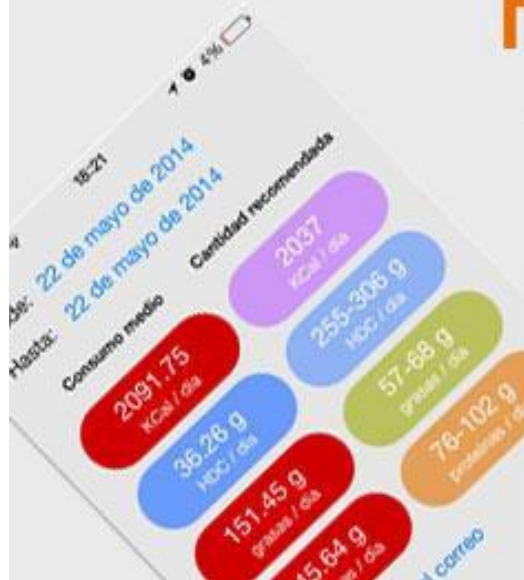 4%
18:21
22 de mayo de 2014
Hasta: 22 de mayo de 2014
Consumo medio Cantidad recomendada
2091.75 2037
KCal / día KCal / día
36.26 g 255-306 g
HDC / día HDC / día
151.45 g 57-68 g
grasas / día grasas / día
76-102 g
proteínas /
correo